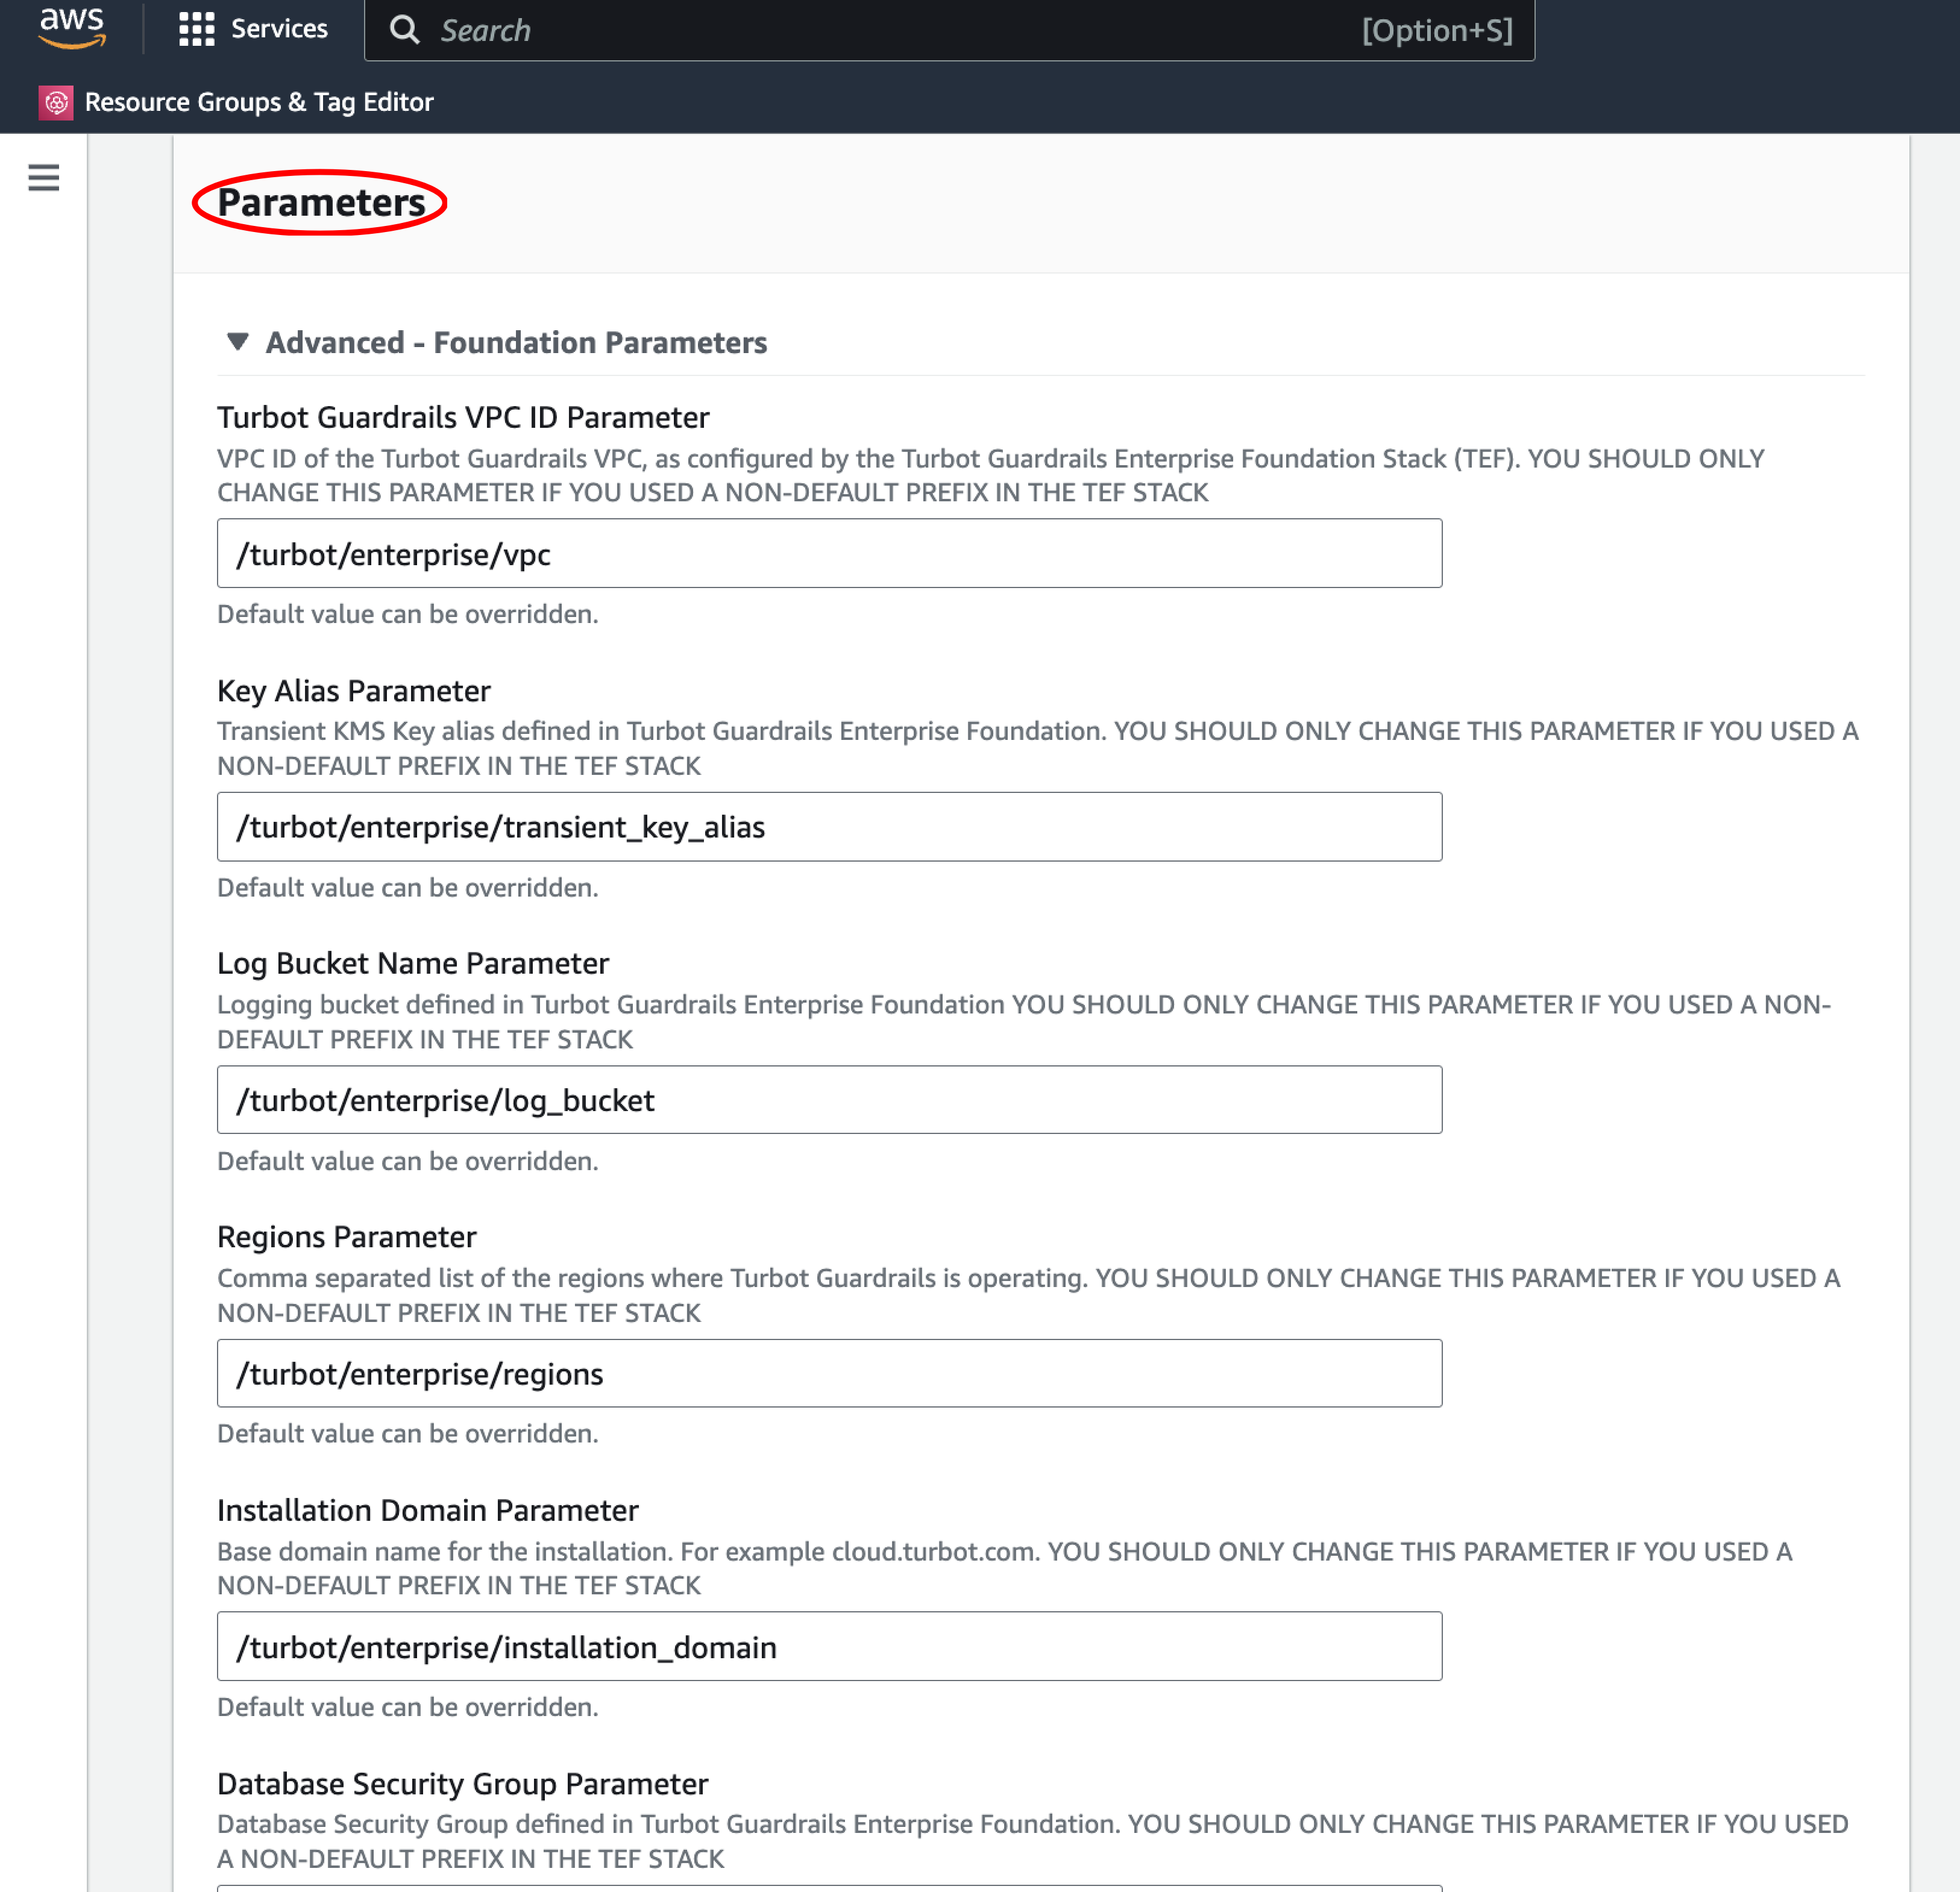 aws Services Search [Option+S]
Resource Groups & Tag Editor
Parameters
Advanced - Foundation Parameters
Turbot Guardrails VPC ID Parameter
VPC ID of the Turbot Guardrails VPC, as configured by the Turbot Guardrails Enterprise Foundation Stack (TEF). YOU SHOULD ONLY
CHANGE THIS PARAMETER IF YOU USED A NON-DEFAULT PREFIX IN THE TEF STACK
/turbot/enterprise/vpc
Default value can be overridden.
Key Alias Parameter
Transient KMS Key alias defined in Turbot Guardrails Enterprise Foundation. YOU SHOULD ONLY CHANGE THIS PARAMETER IF YOU USED A
NON-DEFAULT PREFIX IN THE TEF STACK
/turbot/enterprise/transient_key_alias
Default value can be overridden.
Log Bucket Name Parameter
Logging bucket defined in Turbot Guardrails Enterprise Foundation YOU SHOULD ONLY CHANGE THIS PARAMETER IF YOU USED A NON-
DEFAULT PREFIX IN THE TEF STACK
/turbot/enterprise/log_bucket
Default value can be overridden.
Regions Parameter
Comma separated list of the regions where Turbot Guardrails is operating. YOU SHOULD ONLY CHANGE THIS PARAMETER IF YOU USED A
NON-DEFAULT PREFIX IN THE TEF STACK
/turbot/enterprise/regions
Default value can be overridden.
Installation Domain Parameter
Base domain name for the installation. For example cloud.turbot.com. YOU SHOULD ONLY CHANGE THIS PARAMETER IF YOU USED A
NON-DEFAULT PREFIX IN THE TEF STACK
/turbot/enterprise/installation_domain
Default value can be overridden.
Database Security Group Parameter
Database Security Group defined in Turbot Guardrails Enterprise Foundation. YOU SHOULD ONLY CHANGE THIS PARAMETER IF YOU USED
A NON-DEFAULT PREFIX IN THE TEF STACK